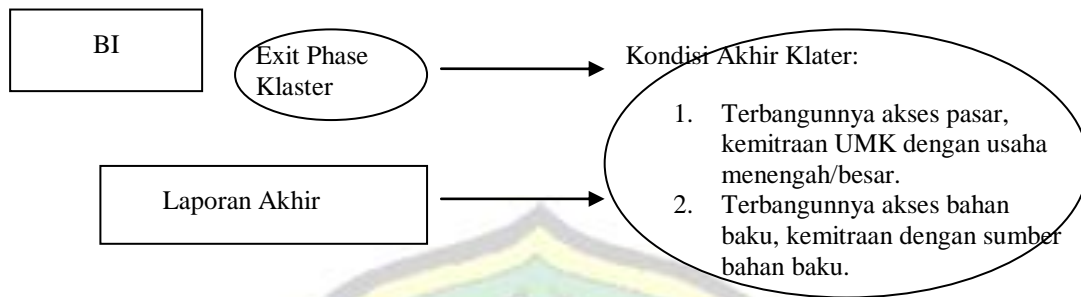 BI
Exit Phase
Klaster
Kondisi Akhir Klater:
1. Terbangunnya akses pasar,
kemitraan UMK dengan usaha
menengah/besar.
2. Terbangunnya akses bahan
baku, kemitraan dengan sumber
bahan baku.
Laporan Akhir